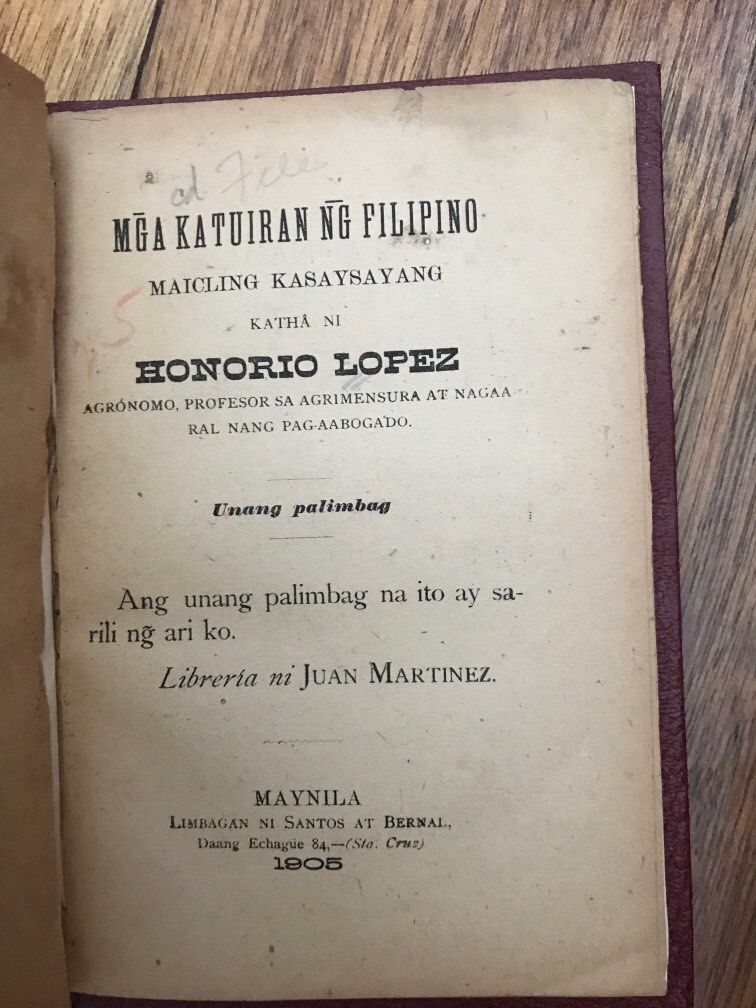 MG̃A KATUIRAN NG̃ FILIPINO
MAICLING KASAYSAYANG
KATHÂ NI
HONORIO LOPEZ
AGRÓNOMO, PROFESOR SA AGRIMENSURA AT NAGAA
RAL NANG PAG-AABOGADO.
Unang palimbag
Ang unang palimbag na ito ay sa-
rili ng̃ ari ko.
Librería ni JUAN MARTINEZ.
MAYNILA
LIMBAGAN NI SANTOS AT BERNAL,
Daang Echagüe 84,—(Sta. Cruz)
1905